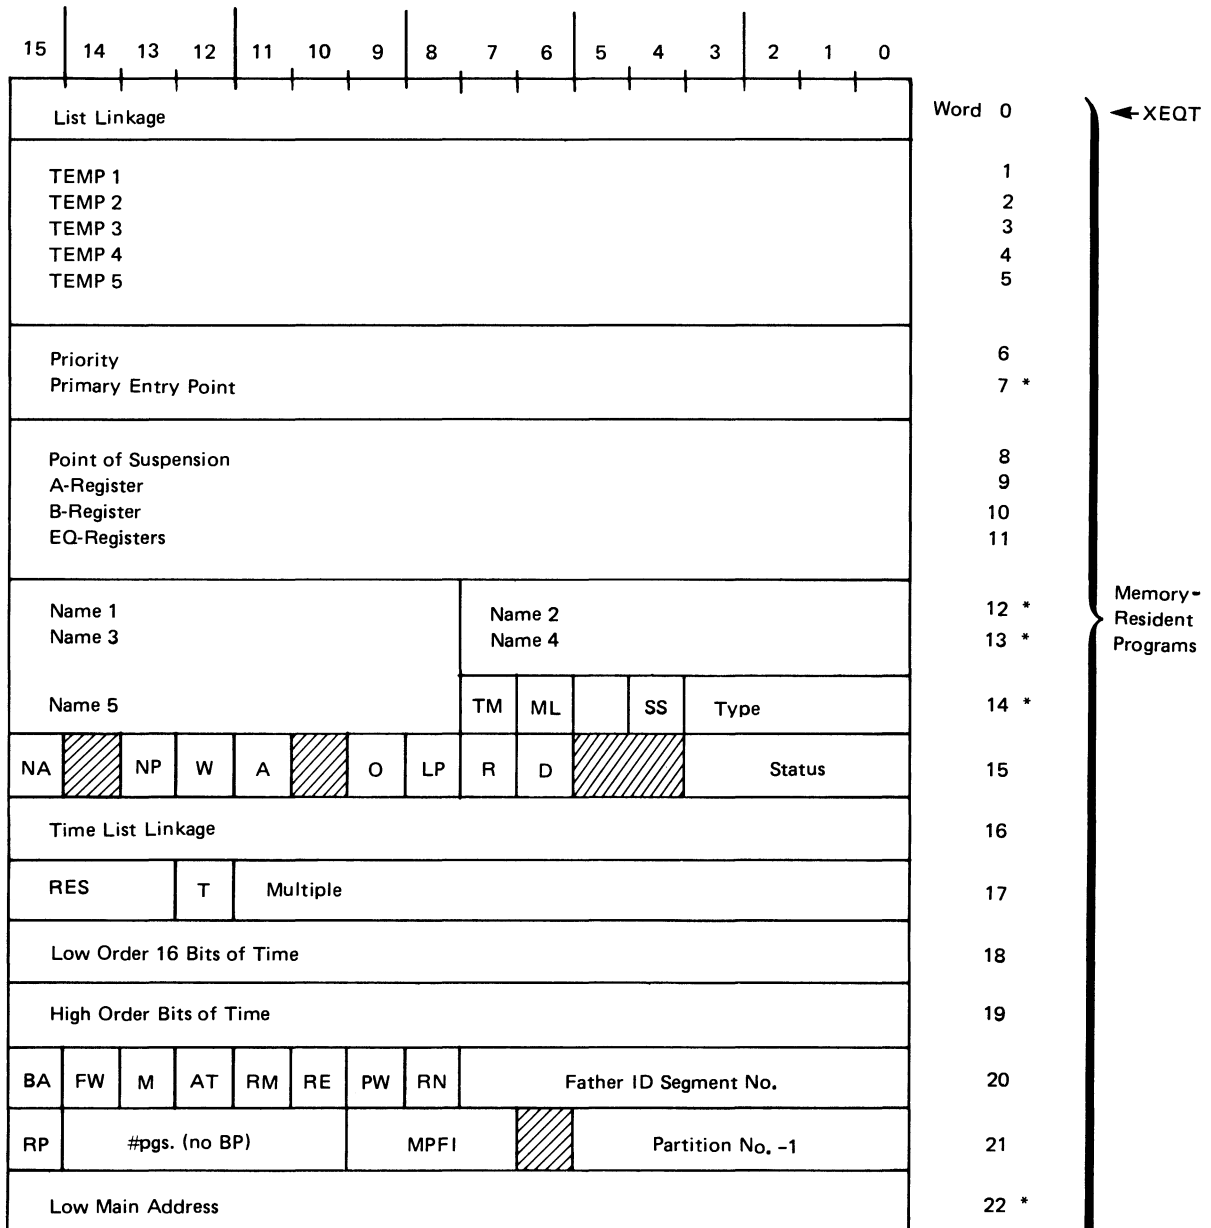 15 14 13 12 11 10 9 8 7 6 5 4 3 2 1 0
List Linkage Word 0 XEQT
TEMP 1 1
TEMP 2 2
TEMP 3 3
TEMP 4 4
TEMP 5 5
Priority 6
Primary Entry Point 7 *
Point of Suspension 8
A-Register 9
B-Register 10
EQ-Registers 11
Name 1 Name 2 12 *
Name 3 Name 4 13 *
Memory-
Resident
Programs
Name 5 TM ML SS Type 14 *
NA NP W A O LP R D Status 15
Time List Linkage 16
RES T Multiple 17
Low Order 16 Bits of Time 18
High Order Bits of Time 19
BA FW M AT RM RE PW RN Father ID Segment No. 20
RP #pgs. (no BP) MPFI Partition No. -1 21
Low Main Address 22 *